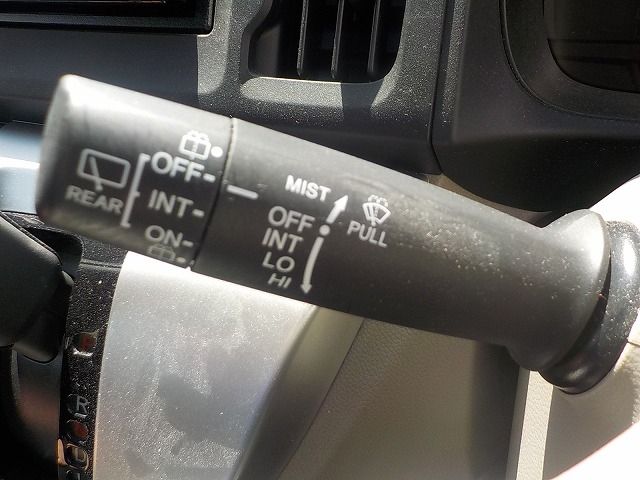 OFF-
REAR
INT-
ON-
MIST
OFF
INT
LO
HI
PULL
R